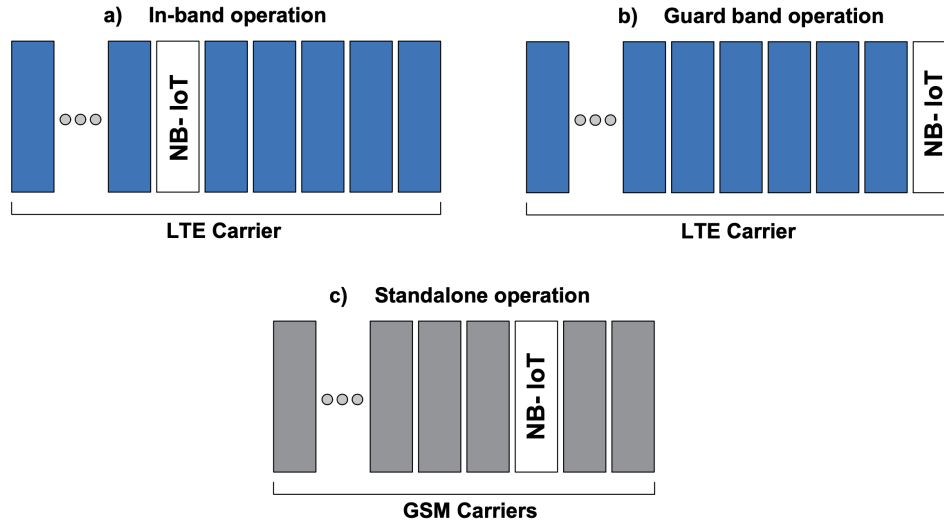 a) In-band operation
NB- IoT
LTE Carrier
b) Guard band operation
NB- IoT
LTE Carrier
c) Standalone operation
NB- IoT
GSM Carriers